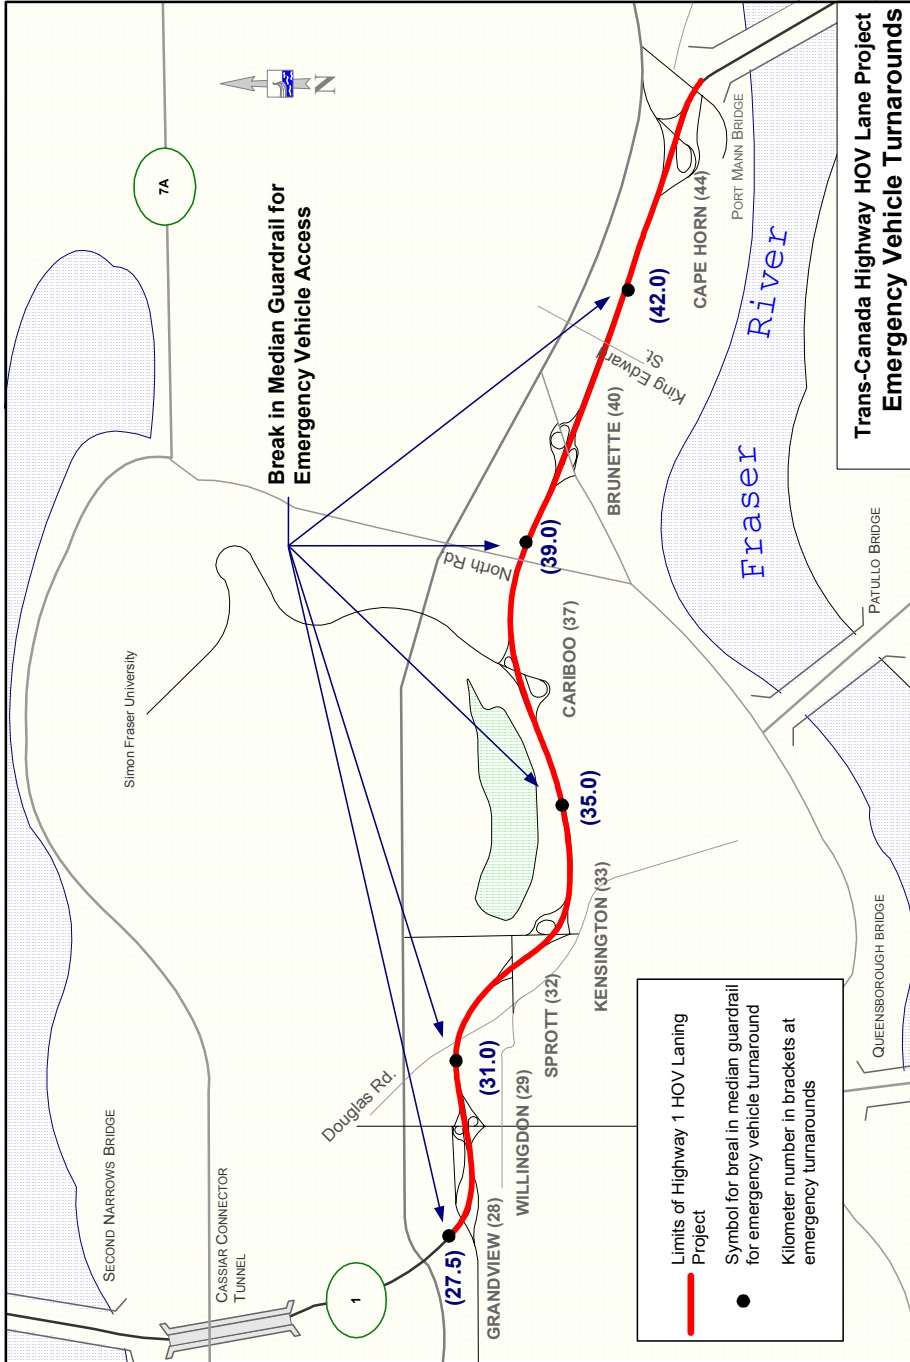 Trans-Canada Highway HOV Lane Project
Emergency Vehicle Turnarounds
Break in Median Guardrail for
Emergency Vehicle Access
N
7A
1
Simon Fraser University
SECOND NARROWS BRIDGE
CASSIAR CONNECTOR
TUNNEL
Douglas Rd.
North Rd.
King Edward
St.
(27.5)
(31.0)
(35.0)
(39.0)
(42.0)
GRANDVIEW (28)
WILLINGDON (29)
SPROTT (32)
KENSINGTON (33)
CARIBOO (37)
BRUNETTE (40)
CAPE HORN (44)
PORT MANN BRIDGE
Fraser River
PATULLO BRIDGE
QUEENSBOROUGH BRIDGE
Limits of Highway 1 HOV Laning
Project
Symbol for breal in median guardrail
for emergency vehicle turnaround
Kilometer number in brackets at
emergency turnarounds